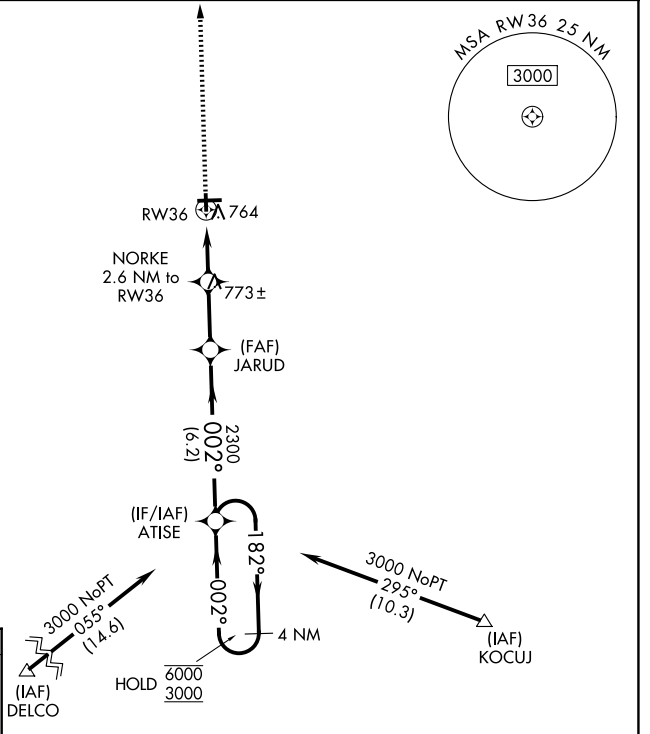 MSA RW36 25 NM
3000
RW36
764
NORKE
2.6 NM to
RW36
773±
(FAF)
JARUD
2300
002°
(6.2)
(IF/IAF)
ATISE
182°
002°
3000 NoPT
295°
(10.3)
3000 NoPT
055°
(14.6)
4 NM
(IAF)
KOCUJ
HOLD
6000
3000
(IAF)
DELCO